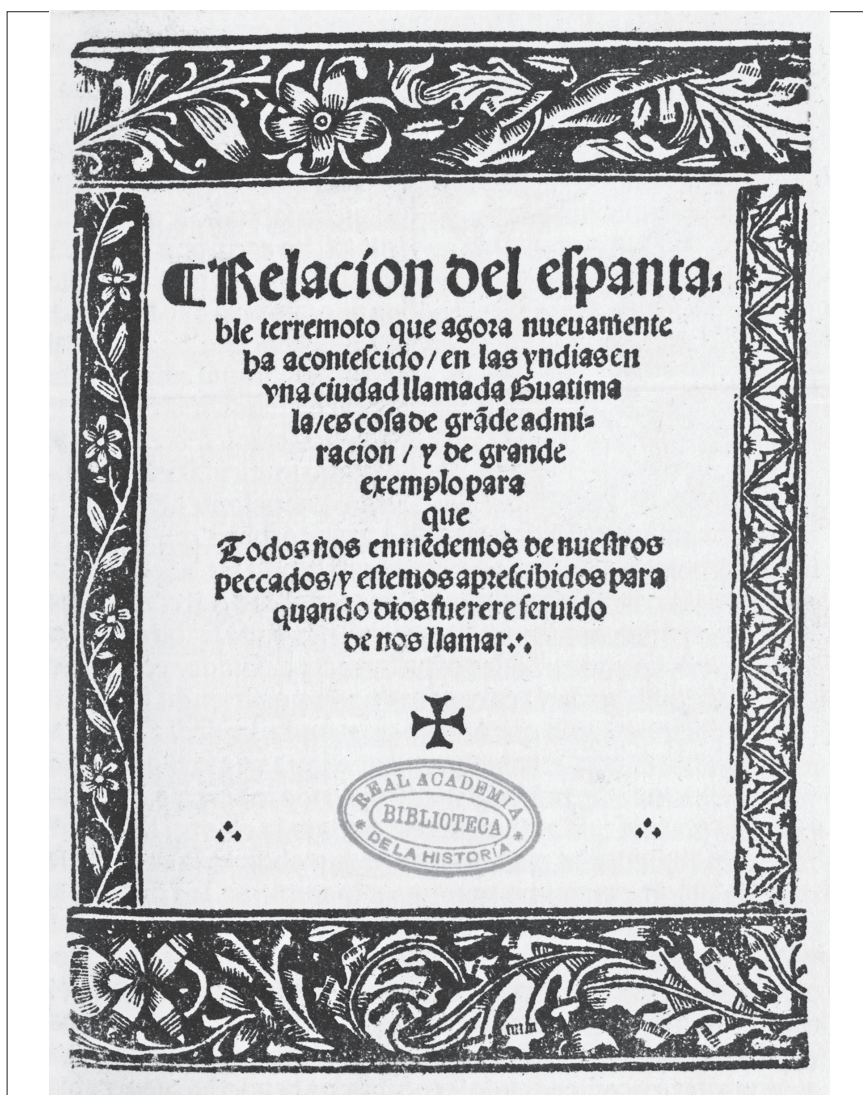 ¶Relacion del eſpanta⸗
ble terremoto que agora nueuamente
ha aconteſcido / en las yndias en
vna ciudad llamada Guatima
la/es coſa de grãde admi⸗
racion / y de grande
exemplo para
que
Todos nos enmẽdemos de nueſtros
peccados/y eſtemos apreſcibidos para
quando dios fuerere ſeruido
de nos llamar.
REAL ACADEMIA
BIBLIOTECA
* DE LA HISTORIA *